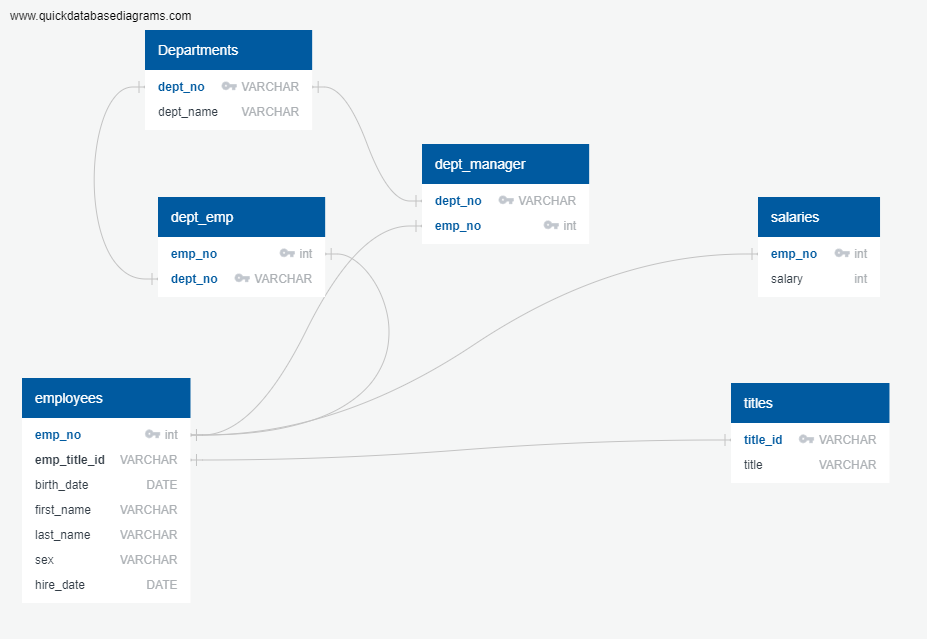 www.quickdatabasediagrams.com
Departments
dept_no VARCHAR
dept_name VARCHAR
dept_manager
dept_no VARCHAR
emp_no int
dept_emp
emp_no int
dept_no VARCHAR
salaries
emp_no int
salary int
employees
emp_no int
emp_title_id VARCHAR
birth_date DATE
first_name VARCHAR
last_name VARCHAR
sex VARCHAR
hire_date DATE
titles
title_id VARCHAR
title VARCHAR